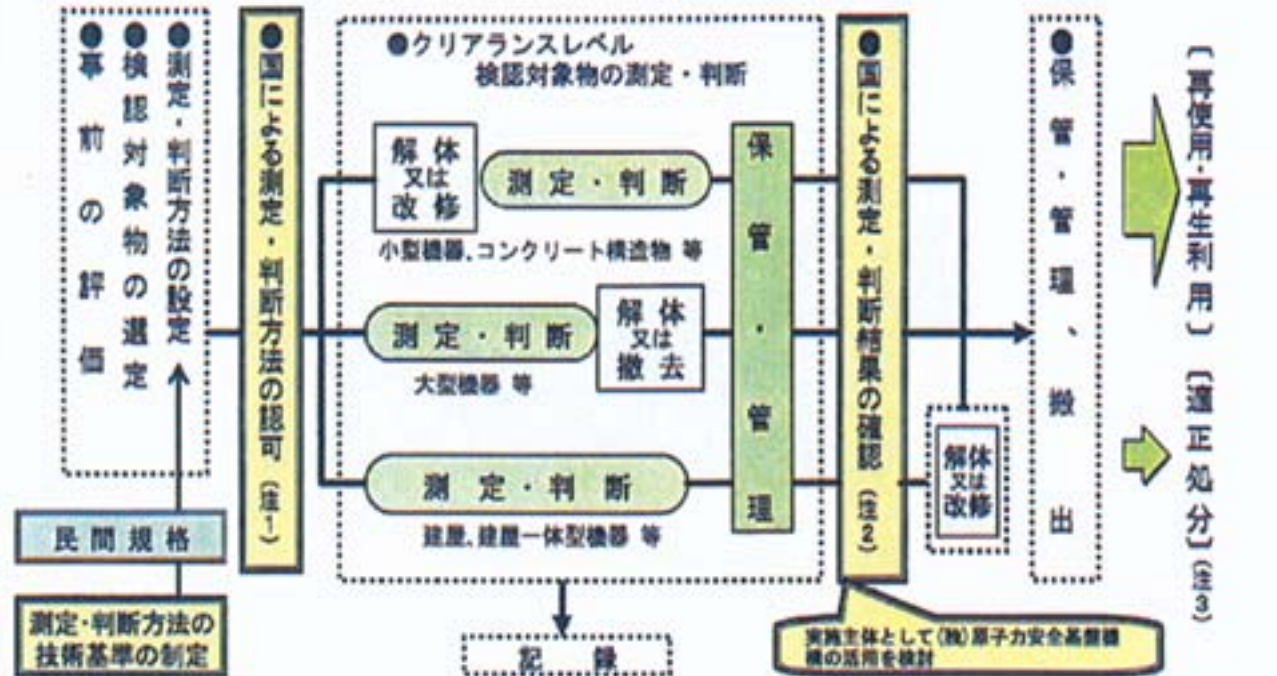 ●事前の評価
●検認対象物の選定
●測定・判断方法の設定
民間規格
測定・判断方法の
技術基準の制定
●国による測定・判断方法の認可（注1）
●クリアランスレベル
検認対象物の測定・判断
解体
又は
改修
測定・判断
小型機器、コンクリート構造物 等
測定・判断
解体
又は
撤去
大型機器 等
測定・判断
建屋、建屋一体型機器 等
保管・管理
記録
●国による測定・判断結果の確認（注2）
実施主体として(独)原子力安全基盤機
構の活用を検討
解体
又は
改修
●保管・管理、搬出
〔再使用・再生利用〕
〔適正処分〕（注3）